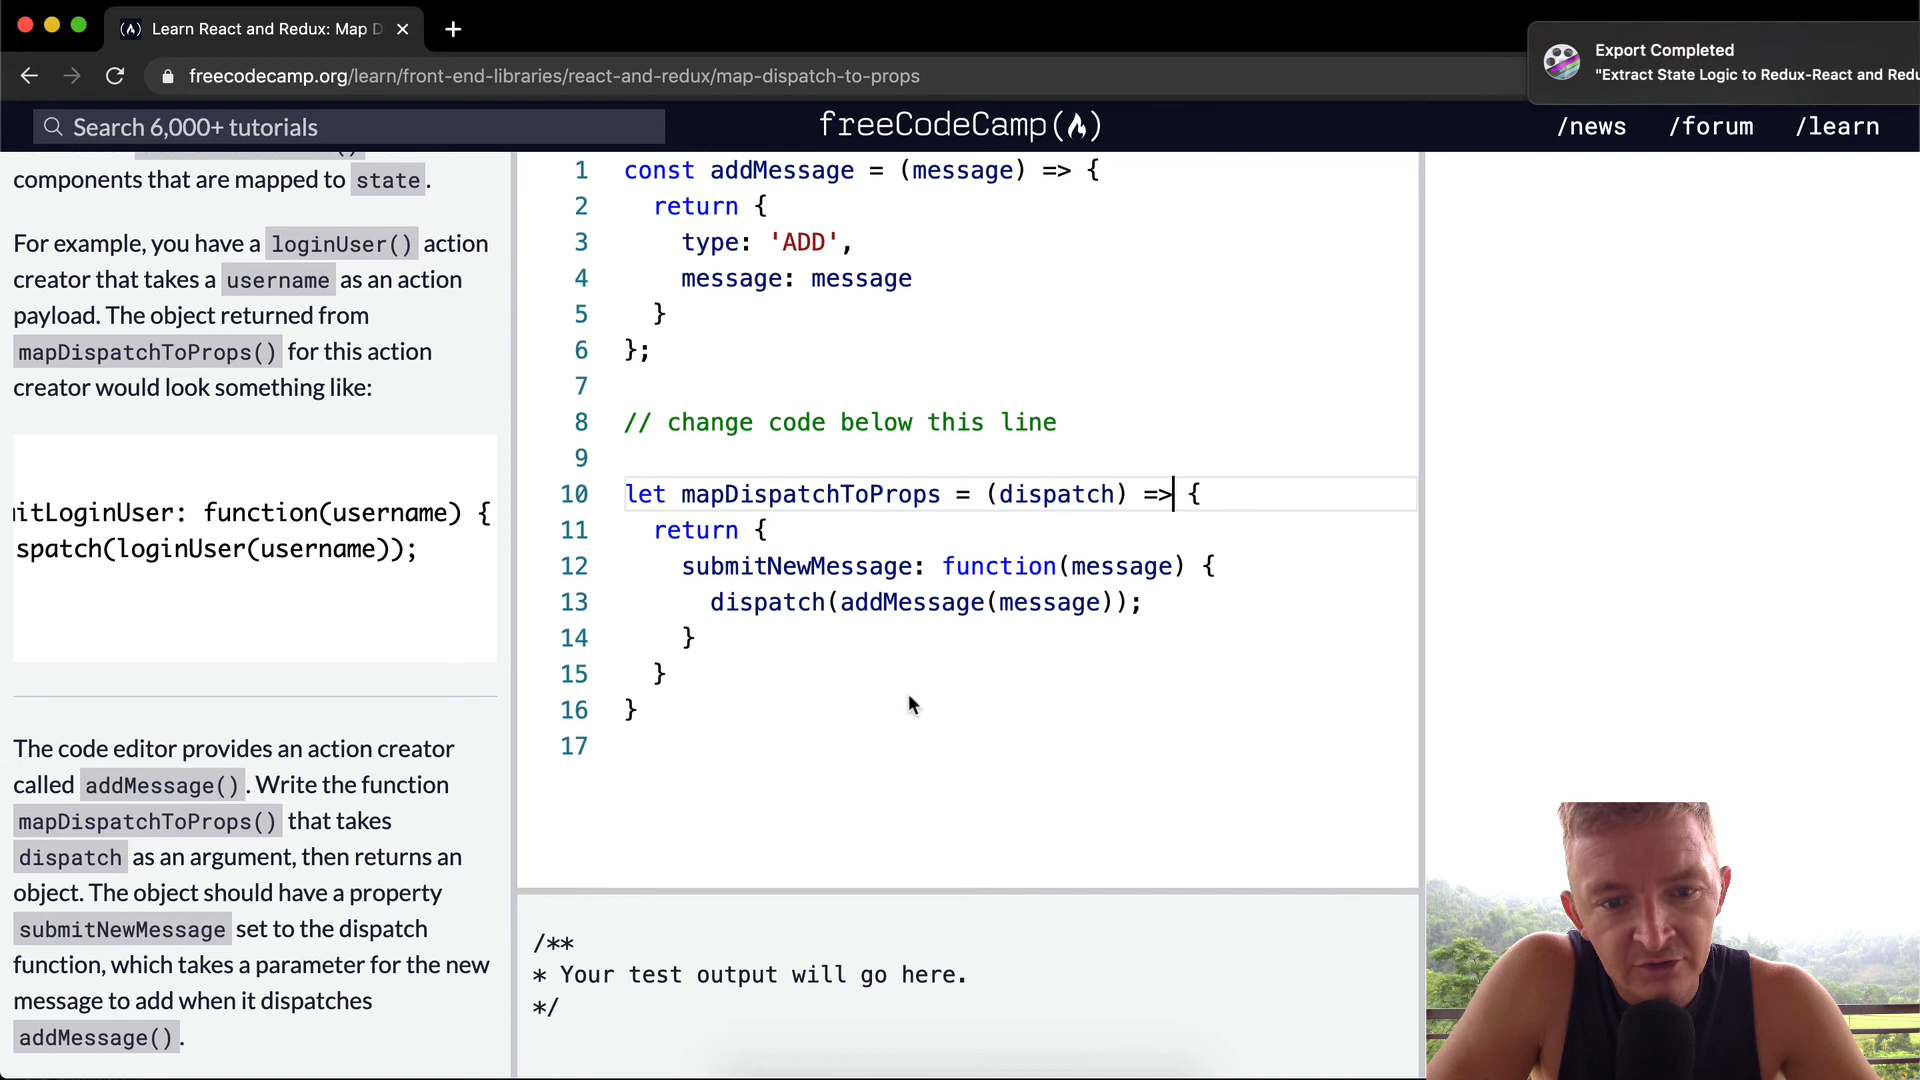 Learn React and Redux: Map D
freecodecamp.org/learn/front-end-libraries/react-and-redux/map-dispatch-to-props
Export Completed
"Extract State Logic to Redux-React and Redu
Search 6,000+ tutorials
freeCodeCamp
/news
/forum
/learn
components that are mapped to state.
For example, you have a loginUser() action
creator that takes a username as an action
payload. The object returned from
mapDispatchToProps() for this action
creator would look something like:
itLoginUser: function(username) {
spatch(loginUser(username));
The code editor provides an action creator
called addMessage(). Write the function
mapDispatchToProps() that takes
dispatch as an argument, then returns an
object. The object should have a property
submitNewMessage set to the dispatch
function, which takes a parameter for the new
message to add when it dispatches
addMessage().
1 const addMessage = (message) => {
2 return {
3 type: 'ADD',
4 message: message
5 }
6 };
7
8 // change code below this line
9
10 let mapDispatchToProps = (dispatch) => {
11 return {
12 submitNewMessage: function(message) {
13 dispatch(addMessage(message));
14 }
15 }
16 }
17
/**
* Your test output will go here.
*/